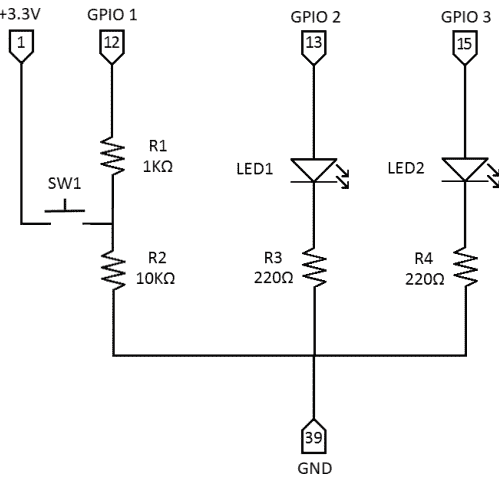 +3.3V GPIO 1 GPIO 2 GPIO 3
1 12 13 15
R1
1KΩ
LED1 LED2
SW1
R2 R3 R4
10KΩ 220Ω 220Ω
39
GND